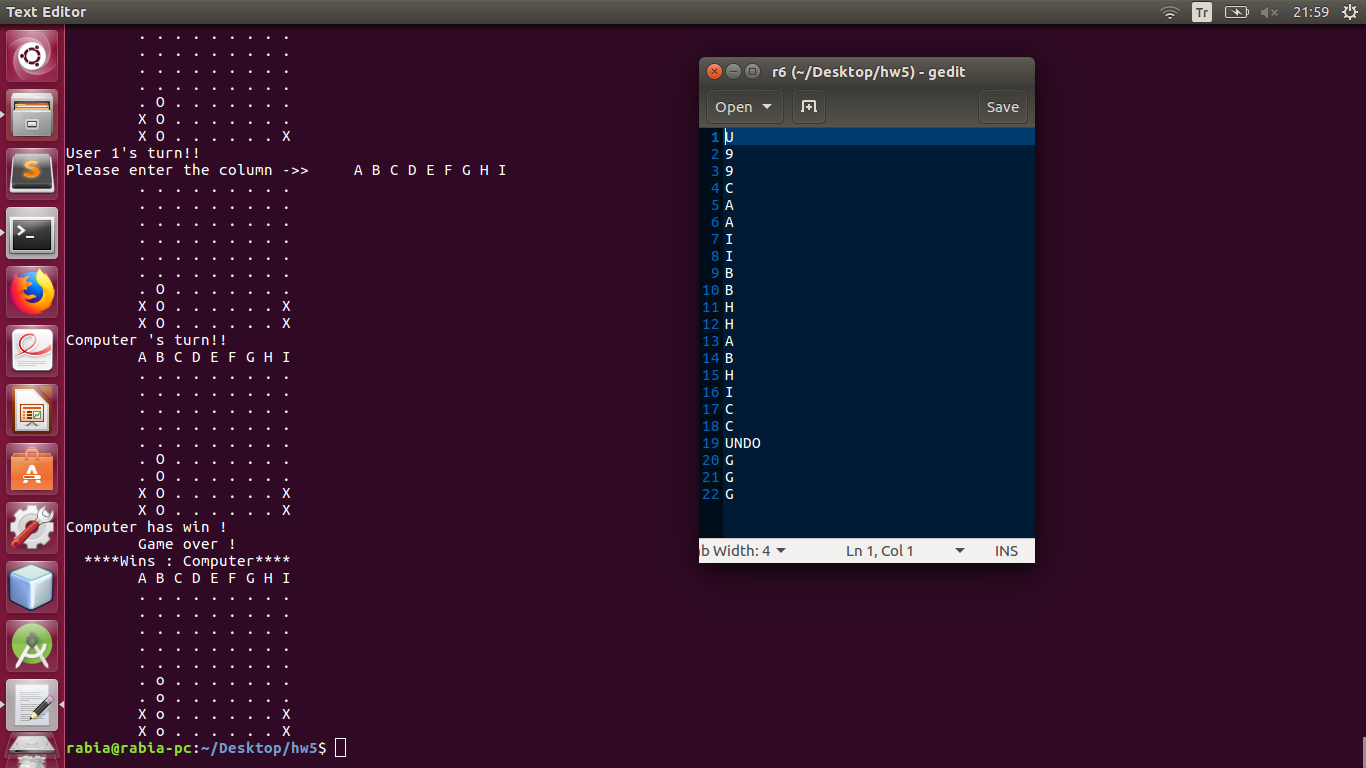 Text Editor
Tr
21:59
. . . . . . . . .
. . . . . . . . .
. . . . . . . . .
. . . . . . . . .
. O . . . . . . .
X O . . . . . . .
X O . . . . . . X
User 1's turn!!
Please enter the column ->> A B C D E F G H I
. . . . . . . . .
. . . . . . . . .
. . . . . . . . .
. . . . . . . . .
. . . . . . . . .
. . . . . . . . .
. O . . . . . . .
X O . . . . . . X
X O . . . . . . X
Computer 's turn!!
A B C D E F G H I
. . . . . . . . .
. . . . . . . . .
. . . . . . . . .
. . . . . . . . .
. . . . . . . . .
. O . . . . . . .
. O . . . . . . .
X O . . . . . . X
X O . . . . . . X
Computer has win !
Game over !
****Wins : Computer****
A B C D E F G H I
. . . . . . . . .
. . . . . . . . .
. . . . . . . . .
. . . . . . . . .
. . . . . . . . .
. o . . . . . . .
. o . . . . . . .
X o . . . . . . X
X o . . . . . . X
rabia@rabia-pc:~/Desktop/hw5$
r6 (~/Desktop/hw5) - gedit
Open Save
1 U
2 9
3 9
4 C
5 A
6 A
7 I
8 I
9 B
10 B
11 H
12 H
13 A
14 B
15 H
16 I
17 C
18 C
19 UNDO
20 G
21 G
22 G
b Width: 4 Ln 1, Col 1 INS